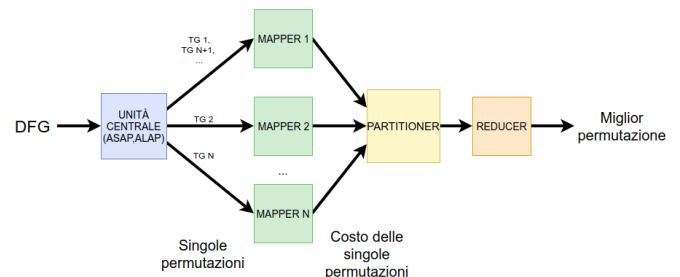 TG 1,
TG N+1,
...
MAPPER 1
DFG
UNITÀ
CENTRALE
(ASAP,ALAP)
TG 2
MAPPER 2
PARTITIONER
REDUCER
Miglior
permutazione
TG N
...
MAPPER N
Singole
permutazioni
Costo delle
singole
permutazioni